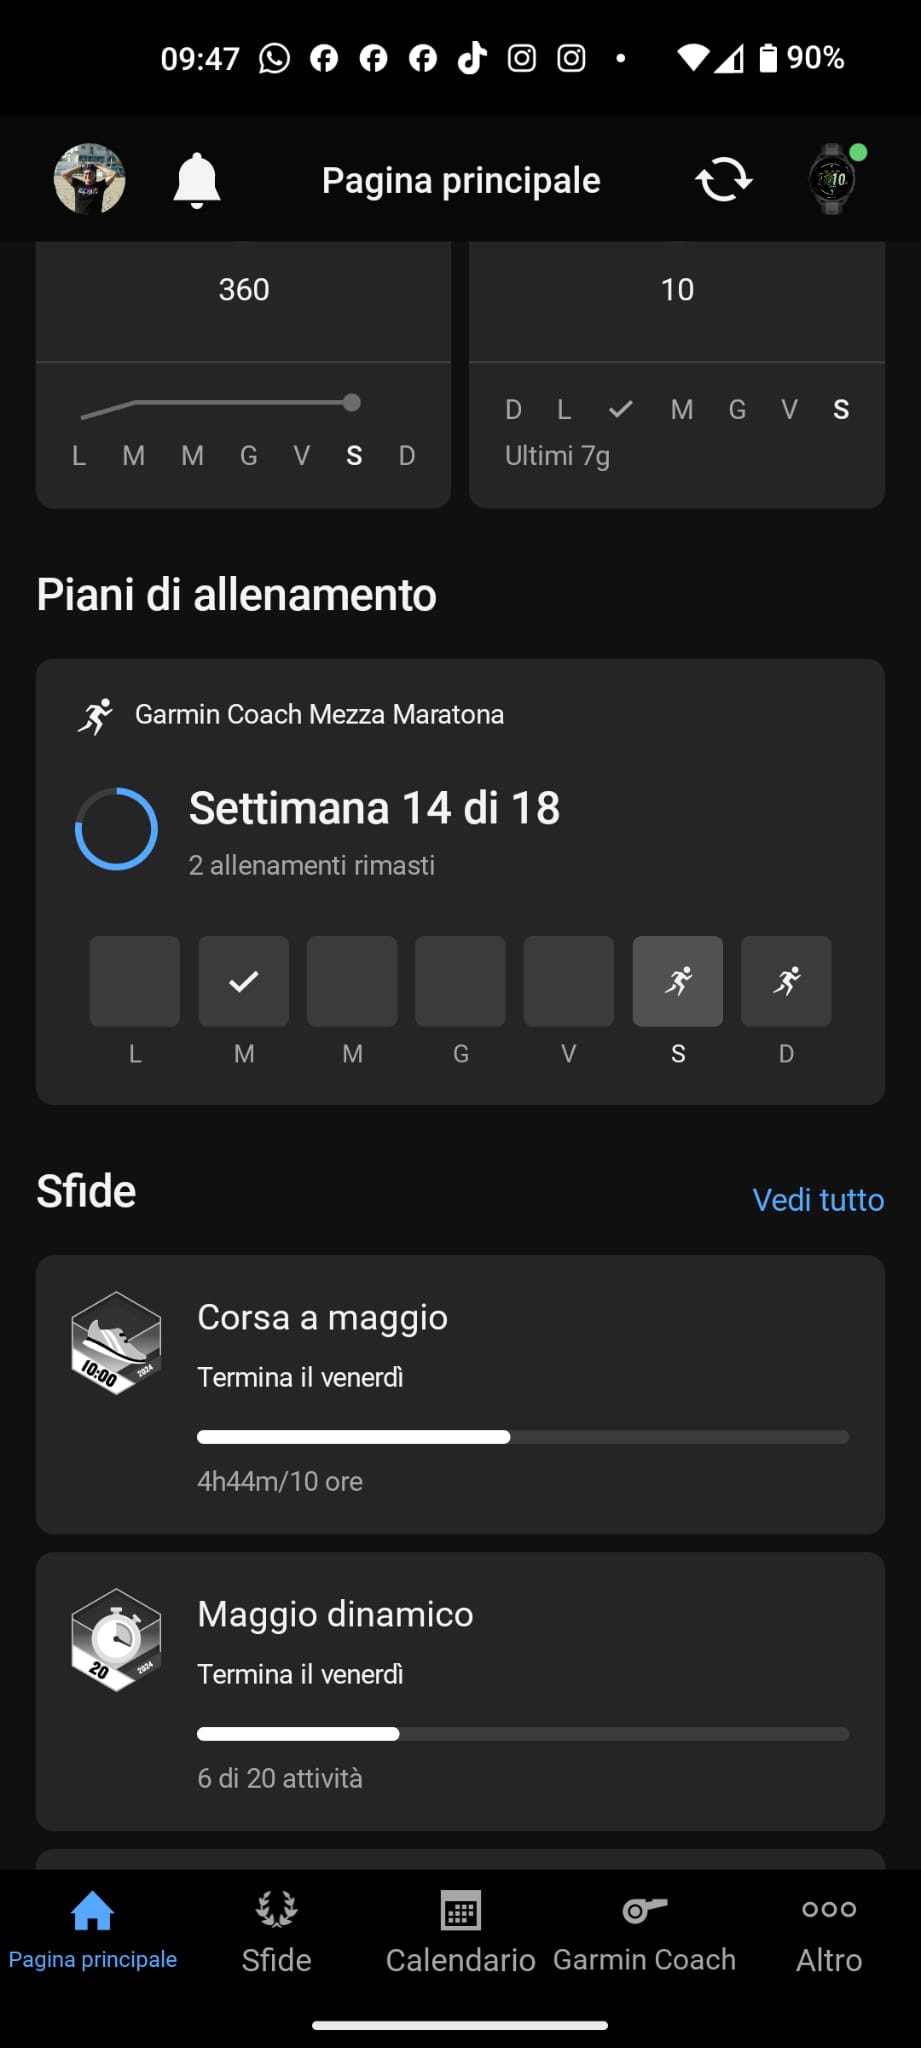 09:47
90%
Pagina principale
360
10
L M M G V S D
D L M G V S
Ultimi 7g
Piani di allenamento
Garmin Coach Mezza Maratona
Settimana 14 di 18
2 allenamenti rimasti
L M M G V S D
Sfide
Vedi tutto
Corsa a maggio
10:00 2024
Termina il venerdì
4h44m/10 ore
Maggio dinamico
20 2024
Termina il venerdì
6 di 20 attività
Pagina principale
Sfide
Calendario
Garmin Coach
Altro